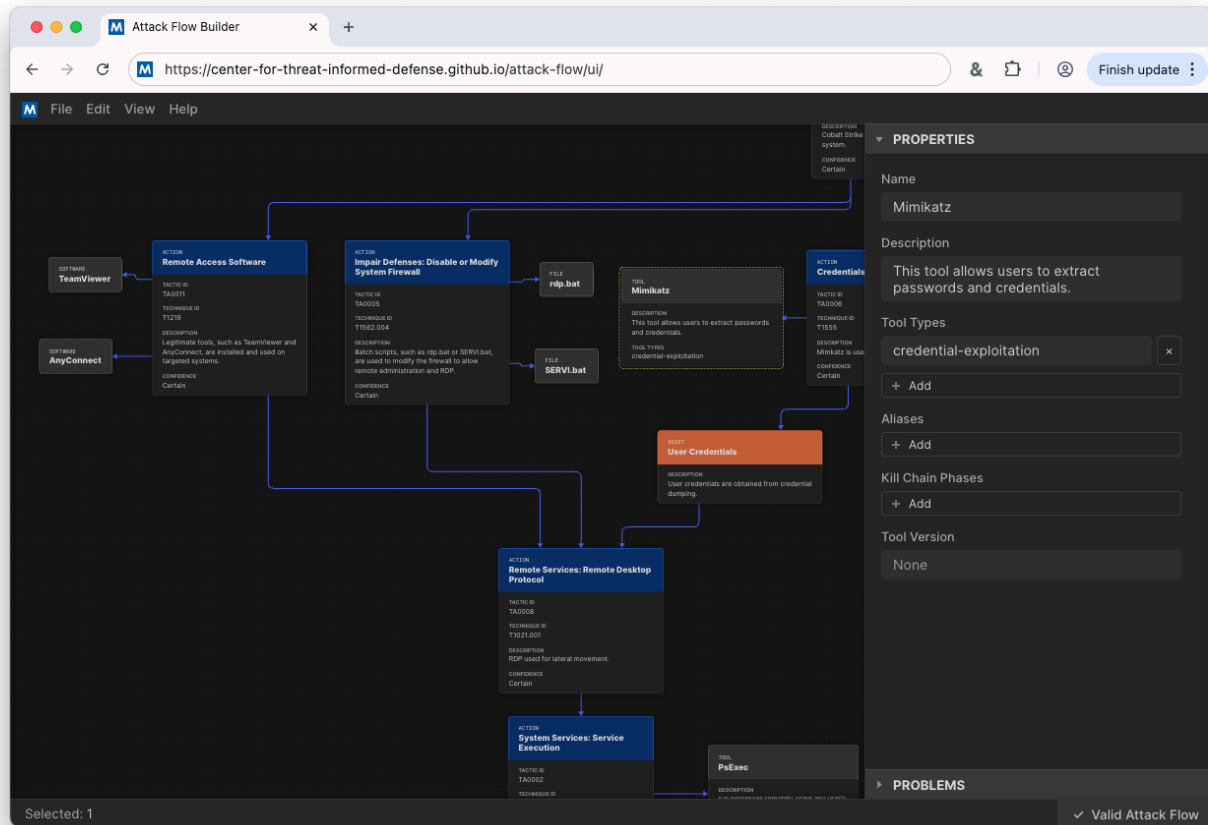 Attack Flow Builder
https://center-for-threat-informed-defense.github.io/attack-flow/ui/
Finish update
File Edit View Help
DESCRIPTION
Cobalt Strike
system.
CONFIDENCE
Certain
SOFTWARE
TeamViewer
SOFTWARE
AnyConnect
ACTION
Remote Access Software
TACTIC ID
TA0011
TECHNIQUE ID
T1219
DESCRIPTION
Legitimate tools, such as TeamViewer and
AnyConnect, are installed and used on
targeted systems.
CONFIDENCE
Certain
ACTION
Impair Defenses: Disable or Modify
System Firewall
TACTIC ID
TA0005
TECHNIQUE ID
T1562.004
DESCRIPTION
Batch scripts, such as rdp.bat or SERVI.bat,
are used to modify the firewall to allow
remote administration and RDP.
CONFIDENCE
Certain
FILE
rdp.bat
FILE
SERVI.bat
TOOL
Mimikatz
DESCRIPTION
This tool allows users to extract passwords
and credentials.
TOOL TYPES
credential-exploitation
ACTION
Credentials
TACTIC ID
TA0006
TECHNIQUE ID
T1555
DESCRIPTION
Mimkatz is use
CONFIDENCE
Certain
ASSET
User Credentials
DESCRIPTION
User credentials are obtained from credential
dumping.
ACTION
Remote Services: Remote Desktop
Protocol
TACTIC ID
TA0008
TECHNIQUE ID
T1021.001
DESCRIPTION
RDP used for lateral movement.
CONFIDENCE
Certain
ACTION
System Services: Service
Execution
TACTIC ID
TA0002
TECHNIQUE ID
TOOL
PsExec
DESCRIPTION
PROPERTIES
Name
Mimikatz
Description
This tool allows users to extract
passwords and credentials.
Tool Types
credential-exploitation
+ Add
Aliases
+ Add
Kill Chain Phases
+ Add
Tool Version
None
PROBLEMS
Selected: 1
Valid Attack Flow